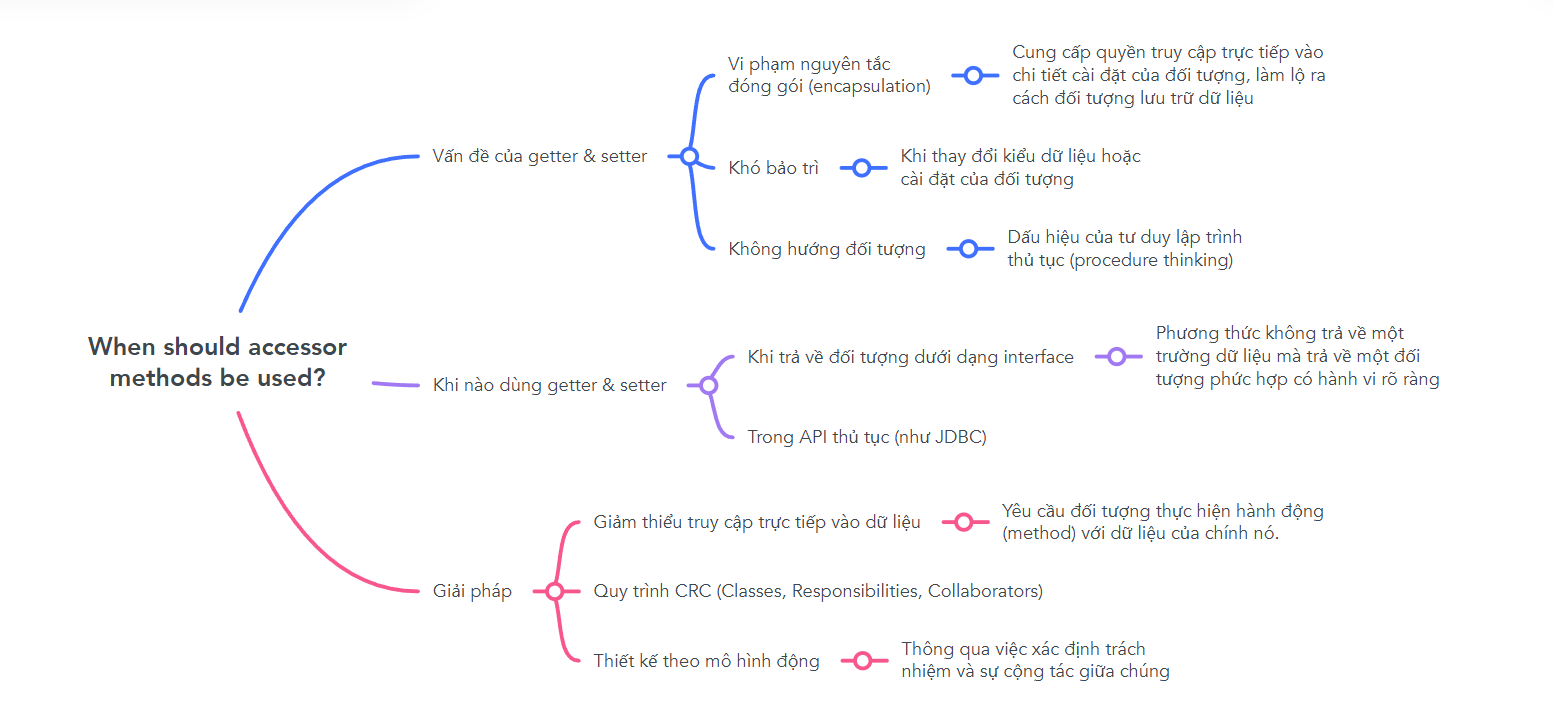 When should accessor
methods be used?
Vấn đề của getter & setter
Vi phạm nguyên tắc
đóng gói (encapsulation)
Cung cấp quyền truy cập trực tiếp vào
chi tiết cài đặt của đối tượng, làm lộ ra
cách đối tượng lưu trữ dữ liệu
Khó bảo trì
Khi thay đổi kiểu dữ liệu hoặc
cài đặt của đối tượng
Không hướng đối tượng
Dấu hiệu của tư duy lập trình
thủ tục (procedure thinking)
Khi nào dùng getter & setter
Khi trả về đối tượng dưới dạng interface
Phương thức không trả về một
trường dữ liệu mà trả về một đối
tượng phức hợp có hành vi rõ ràng
Trong API thủ tục (như JDBC)
Giải pháp
Giảm thiểu truy cập trực tiếp vào dữ liệu
Yêu cầu đối tượng thực hiện hành động
(method) với dữ liệu của chính nó.
Quy trình CRC (Classes, Responsibilities, Collaborators)
Thiết kế theo mô hình động
Thông qua việc xác định trách
nhiệm và sự cộng tác giữa chúng